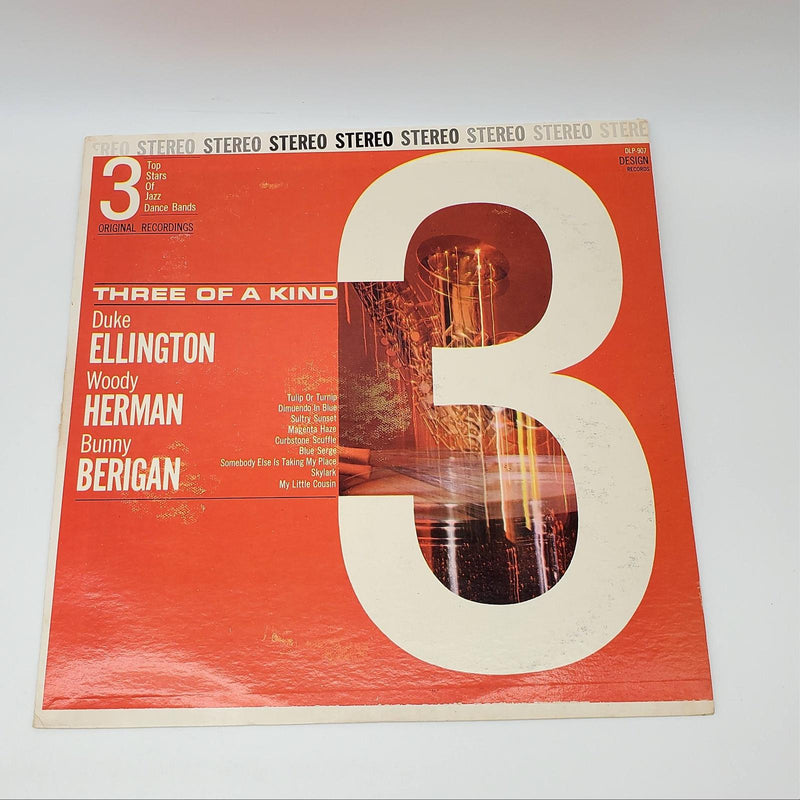 STEREO STEREO STEREO STEREO STEREO STEREO STEREO STERE
3
Top
Stars
Of
Jazz
Dance Bands
ORIGINAL RECORDINGS
DLP-907
DESIGN
RECORDS
3
THREE OF A KIND
Duke
ELLINGTON
Woody
HERMAN
Bunny
BERIGAN
Tulip Or Turnip
Dimuendo In Blue
Sultry Sunset
Magenta Haze
Curbstone Scuffle
Blue Serge
Somebody Else Is Taking My Place
Skylark
My Little Cousin